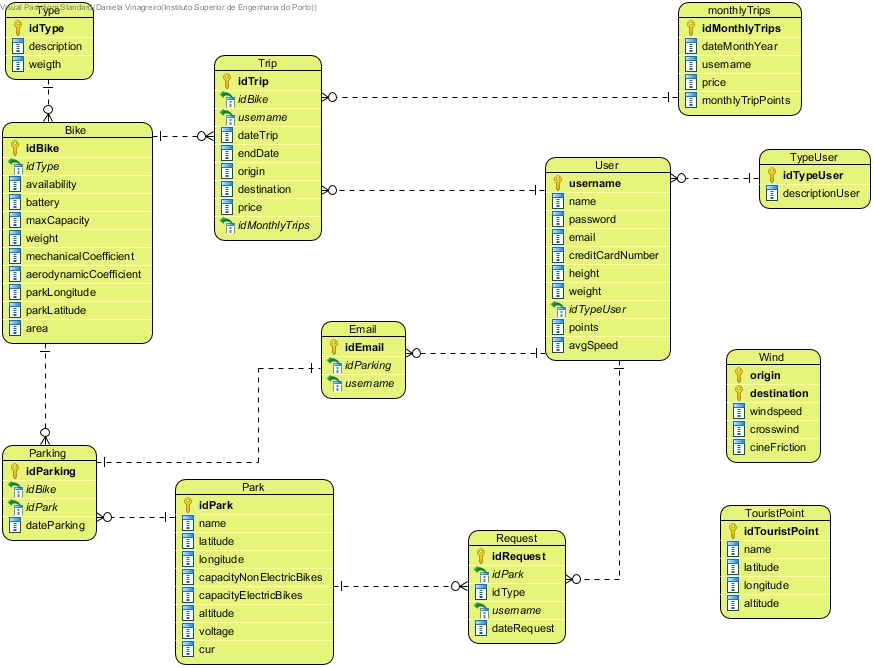 Visual Paradigm Standard(Daniela Vinagreiro(Instituto Superior de Engenharia do Porto))
Type
idType
description
weigth
Bike
idBike
idType
availability
battery
maxCapacity
weight
mechanicalCoefficient
aerodynamicCoefficient
parkLongitude
parkLatitude
area
Trip
idTrip
idBike
username
dateTrip
endDate
origin
destination
price
idMonthlyTrips
monthlyTrips
idMonthlyTrips
dateMonthYear
username
price
monthlyTripPoints
User
username
name
password
email
creditCardNumber
height
weight
idTypeUser
points
avgSpeed
TypeUser
idTypeUser
descriptionUser
Email
idEmail
idParking
username
Wind
origin
destination
windspeed
crosswind
cineFriction
Parking
idParking
idBike
idPark
dateParking
Park
idPark
name
latitude
longitude
capacityNonElectricBikes
capacityElectricBikes
altitude
voltage
cur
Request
idRequest
idPark
idType
username
dateRequest
TouristPoint
idTouristPoint
name
latitude
longitude
altitude